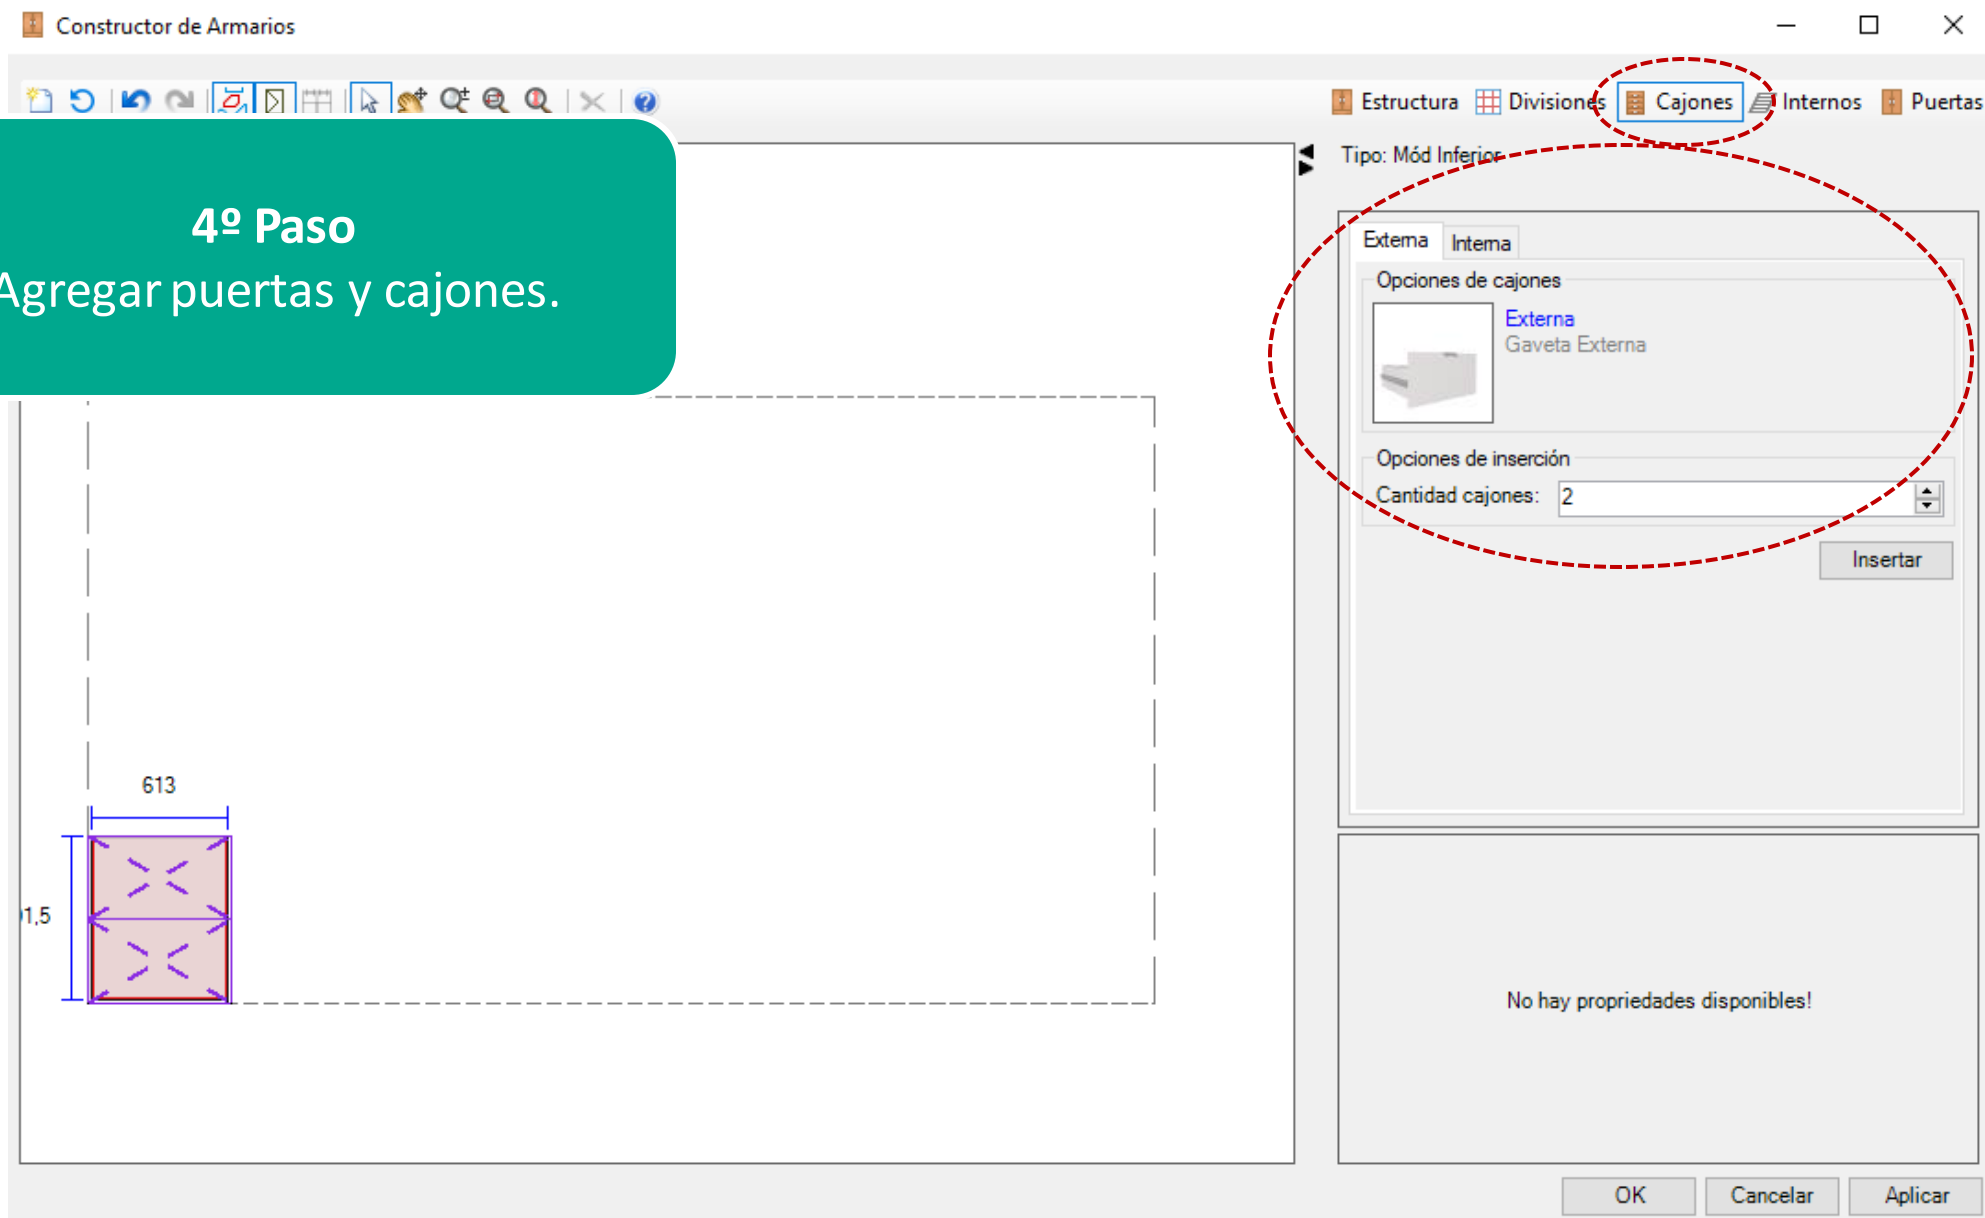 Constructor de Armarios
Estructura Divisiones Cajones Internos Puertas
4º Paso
Agregar puertas y cajones.
Tipo: Mód Inferior
Externa Interna
Opciones de cajones
Externa
Gaveta Externa
Opciones de inserción
Cantidad cajones: 2
Insertar
613
1,5
No hay propriedades disponibles!
OK Cancelar Aplicar